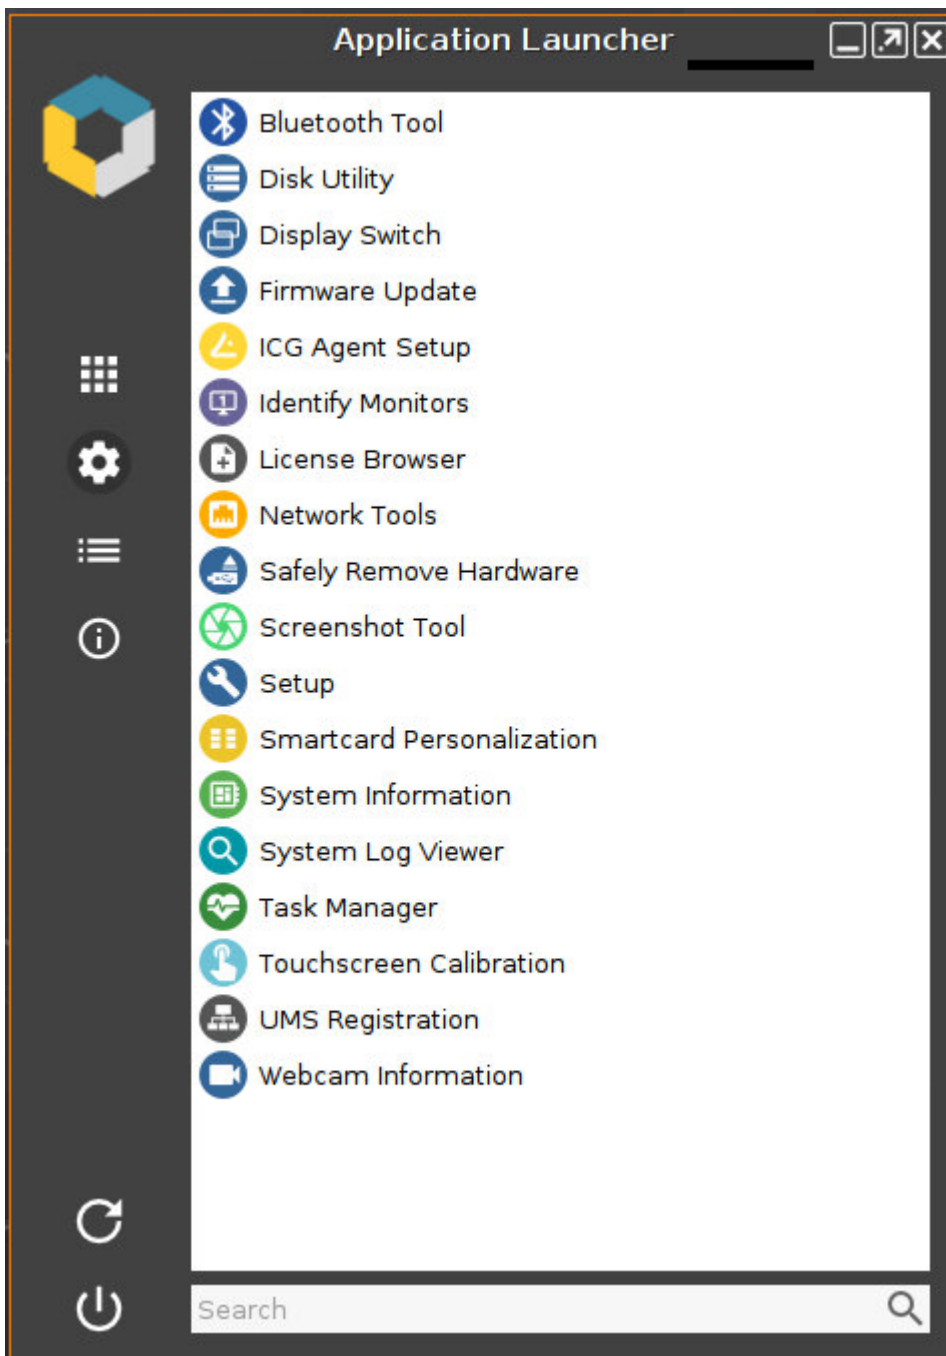 Application Launcher
Bluetooth Tool
Disk Utility
Display Switch
Firmware Update
ICG Agent Setup
Identify Monitors
License Browser
Network Tools
Safely Remove Hardware
Screenshot Tool
Setup
Smartcard Personalization
System Information
System Log Viewer
Task Manager
Touchscreen Calibration
UMS Registration
Webcam Information
Search